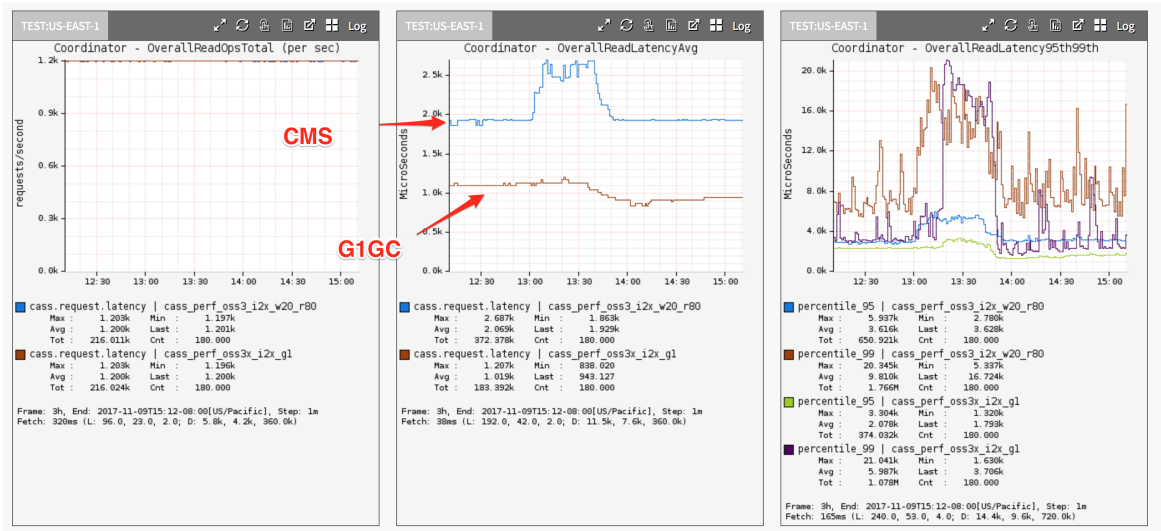 TEST:US-EAST-1
Log
Coordinator - OverallReadOpsTotal (per sec)
requests/second
1.2k
0.9k
0.6k
0.3k
0.0k
12:30 13:00 13:30 14:00 14:30 15:00
cass.request.latency | cass_perf_oss3_i2x_w20_r80
Max : 1.203k Min : 1.197k
Avg : 1.200k Last : 1.201k
Tot : 216.011k Cnt : 180.000
cass.request.latency | cass_perf_oss3x_i2x_g1
Max : 1.203k Min : 1.196k
Avg : 1.200k Last : 1.200k
Tot : 216.024k Cnt : 180.000
Frame: 3h, End: 2017-11-09T15:12-08:00[US/Pacific], Step: 1m
Fetch: 320ms (L: 96.0, 23.0, 2.0; D: 5.8k, 4.2k, 360.0k)
CMS
G1GC
TEST:US-EAST-1
Log
Coordinator - OverallReadLatencyAvg
MicroSeconds
2.5k
2.0k
1.5k
1.0k
0.5k
0.0k
12:30 13:00 13:30 14:00 14:30 15:00
cass.request.latency | cass_perf_oss3_i2x_w20_r80
Max : 2.687k Min : 1.863k
Avg : 2.069k Last : 1.929k
Tot : 372.378k Cnt : 180.000
cass.request.latency | cass_perf_oss3x_i2x_g1
Max : 1.207k Min : 838.020
Avg : 1.019k Last : 943.127
Tot : 183.392k Cnt : 180.000
Frame: 3h, End: 2017-11-09T15:12-08:00[US/Pacific], Step: 1m
Fetch: 38ms (L: 192.0, 42.0, 2.0; D: 11.5k, 7.6k, 360.0k)
TEST:US-EAST-1
Log
Coordinator - OverallReadLatency95th99th
MicroSeconds
20.0k
16.0k
12.0k
8.0k
4.0k
0.0k
12:30 13:00 13:30 14:00 14:30 15:00
percentile_95 | cass_perf_oss3_i2x_w20_r80
Max : 5.937k Min : 2.780k
Avg : 3.616k Last : 3.628k
Tot : 650.921k Cnt : 180.000
percentile_99 | cass_perf_oss3_i2x_w20_r80
Max : 20.345k Min : 5.337k
Avg : 9.810k Last : 16.724k
Tot : 1.766M Cnt : 180.000
percentile_95 | cass_perf_oss3x_i2x_g1
Max : 3.304k Min : 1.320k
Avg : 2.078k Last : 1.793k
Tot : 374.032k Cnt : 180.000
percentile_99 | cass_perf_oss3x_i2x_g1
Max : 21.041k Min : 1.630k
Avg : 5.987k Last : 3.706k
Tot : 1.078M Cnt : 180.000
Frame: 3h, End: 2017-11-09T15:12-08:00[US/Pacific], Step: 1m
Fetch: 165ms (L: 240.0, 53.0, 4.0; D: 14.4k, 9.6k, 720.0k)